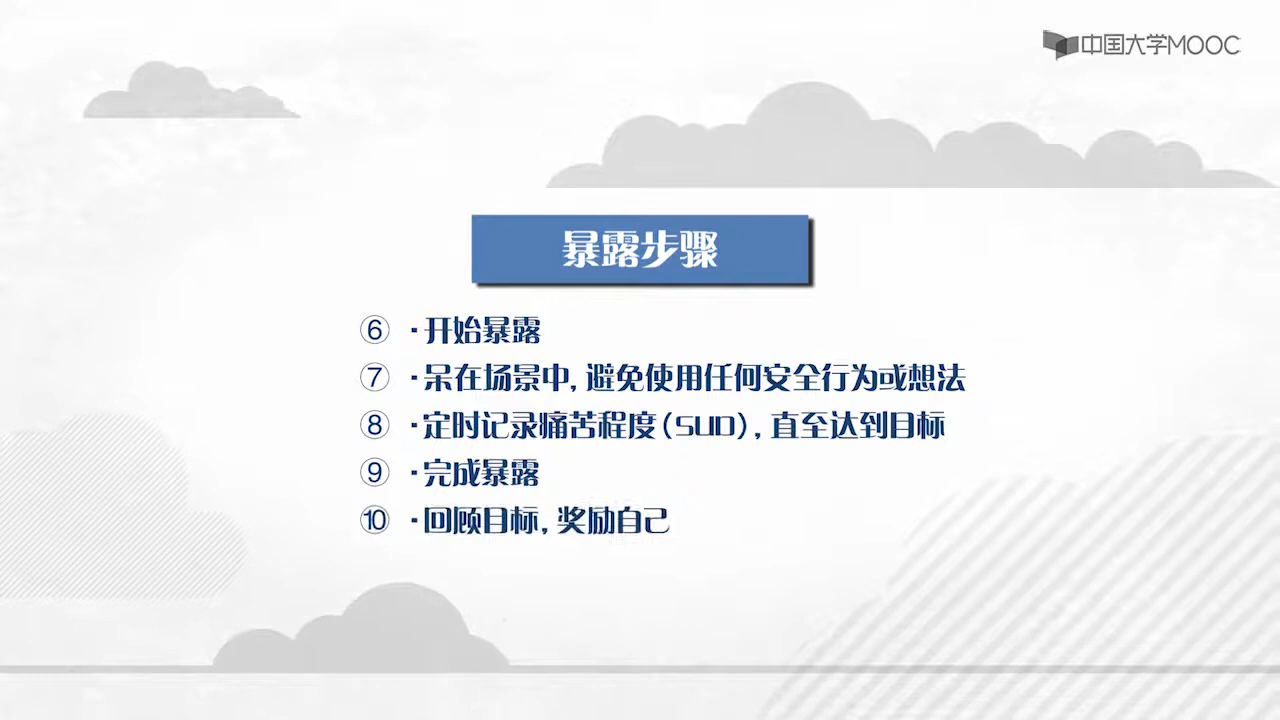 中国大学MOOC
暴露步骤
⑥ ·开始暴露
⑦ ·呆在场景中, 避免使用任何安全行为或想法
⑧ ·定时记录痛苦程度(SUD), 直至达到目标
⑨ ·完成暴露
⑩ ·回顾目标, 奖励自己